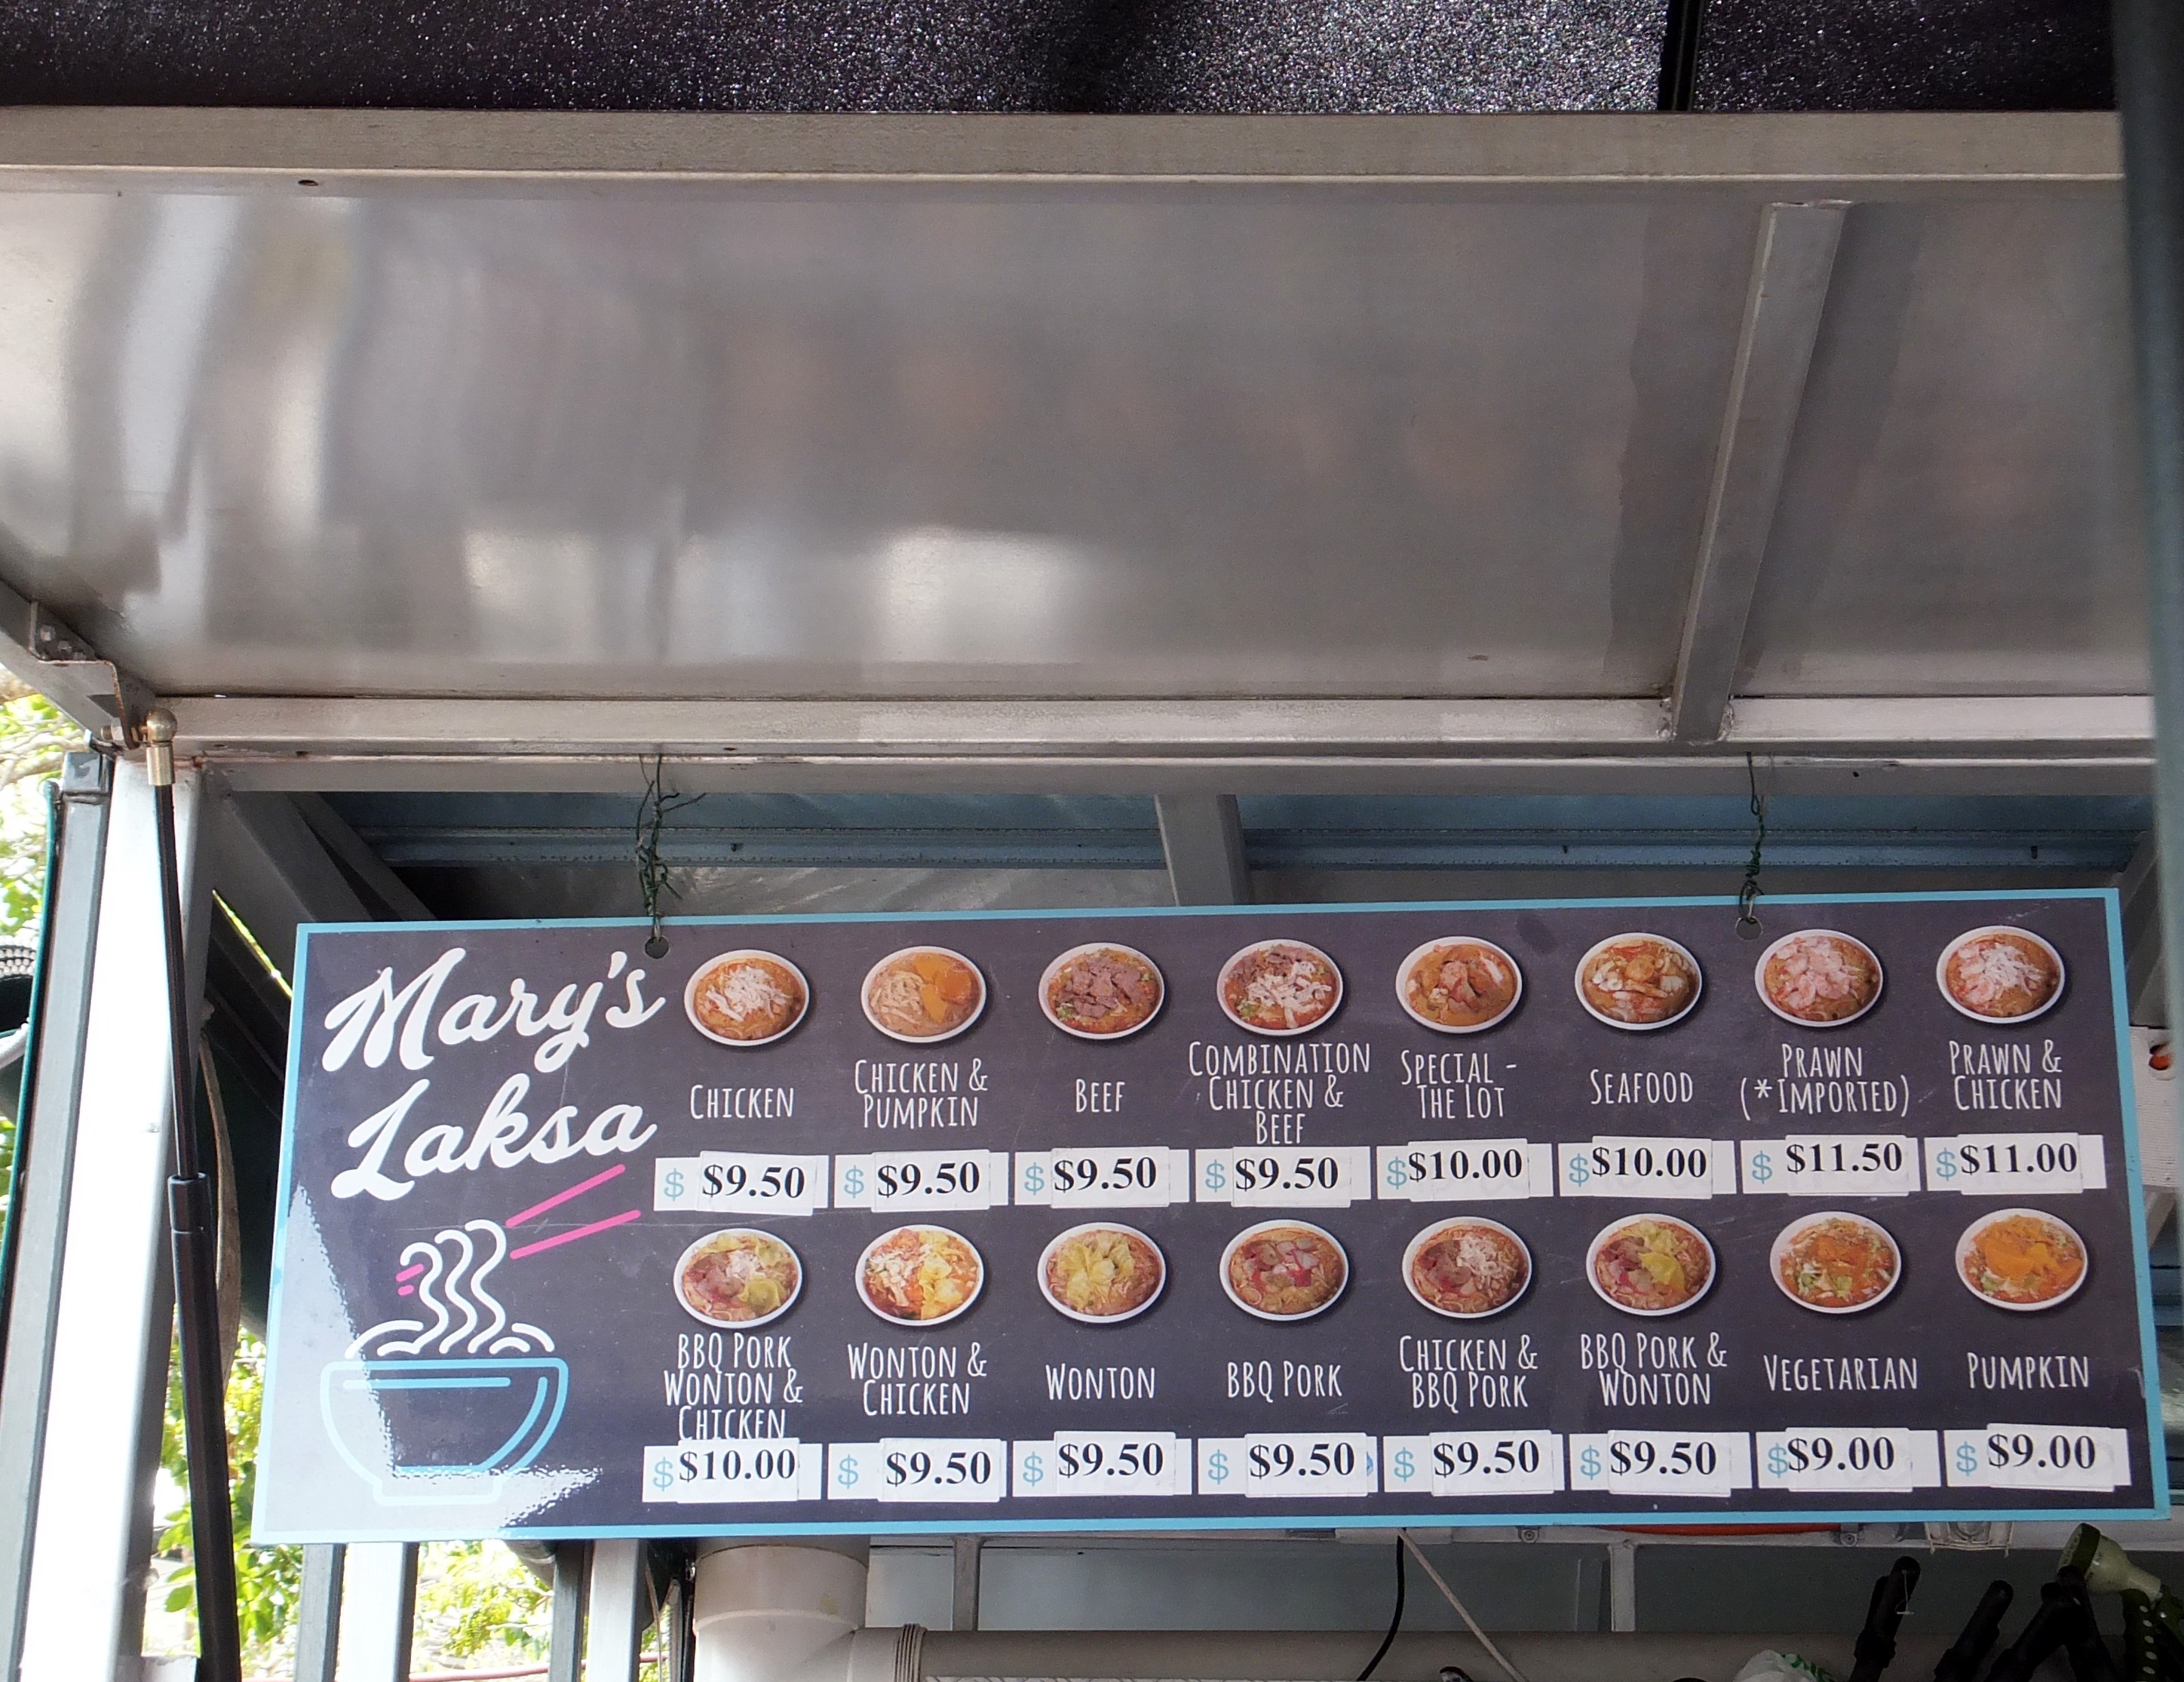 Mary's
Laksa
CHICKEN
$ $9.50
CHICKEN &
PUMPKIN
$ $9.50
BEEF
$ $9.50
COMBINATION
CHICKEN &
BEEF
$ $9.50
SPECIAL -
THE LOT
$ $10.00
SEAFOOD
$ $10.00
PRAWN
(*IMPORTED)
$ $11.50
PRAWN &
CHICKEN
$ $11.00
BBQ PORK
WONTON &
CHICKEN
$ $10.00
WONTON &
CHICKEN
$ $9.50
WONTON
$ $9.50
BBQ PORK
$ $9.50
CHICKEN &
BBQ PORK
$ $9.50
BBQ PORK &
WONTON
$ $9.50
VEGETARIAN
$ $9.00
PUMPKIN
$ $9.00